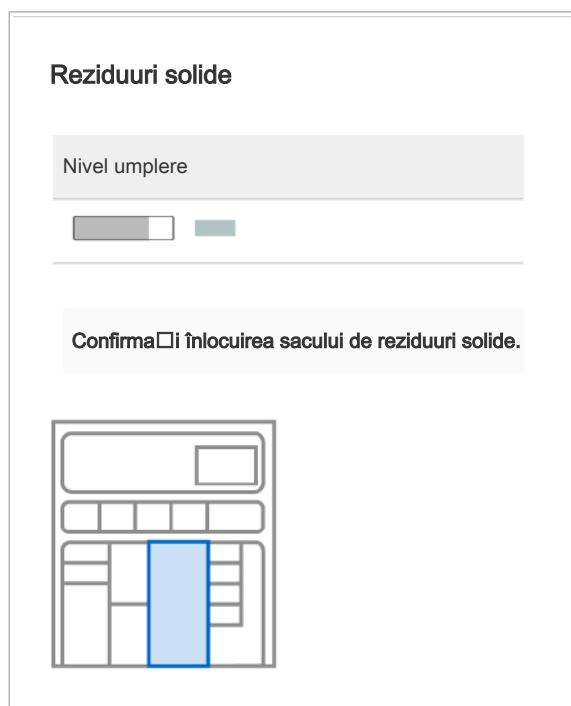 Reziduuri solide
Nivel umplere
Confirma□i înlocuirea sacului de reziduuri solide.